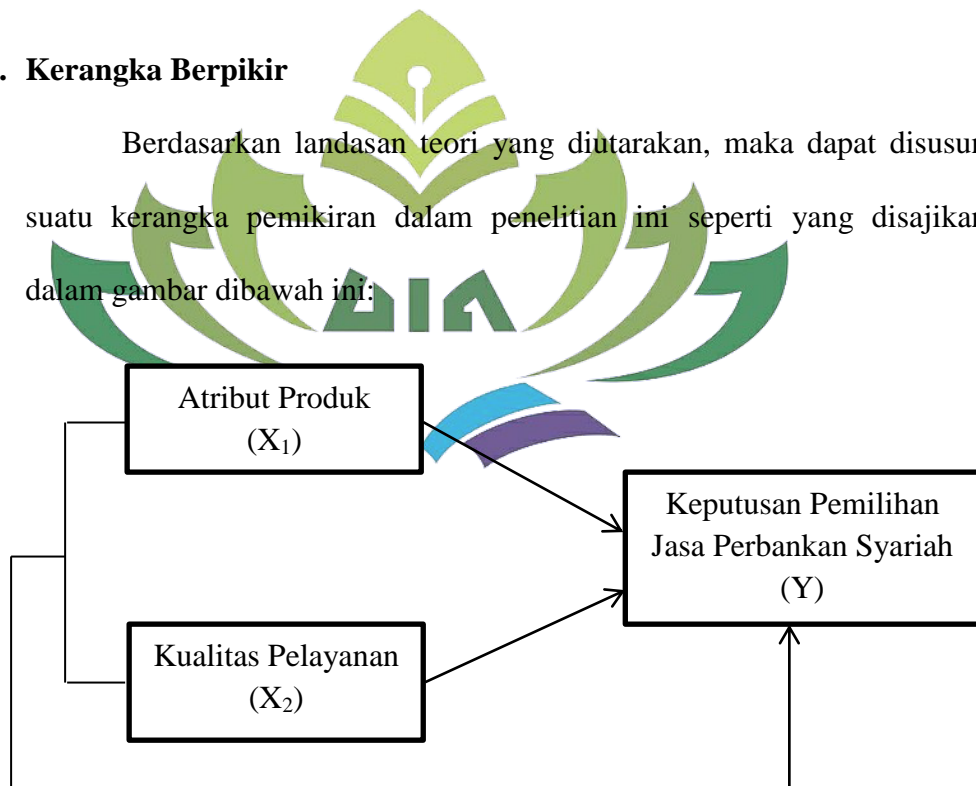 . Kerangka Berpikir
Berdasarkan landasan teori yang diutarakan, maka dapat disusun
suatu kerangka pemikiran dalam penelitian ini seperti yang disajikan
dalam gambar dibawah ini:
Atribut Produk
(X₁)
Keputusan Pemilihan
Jasa Perbankan Syariah
(Y)
Kualitas Pelayanan
(X₂)